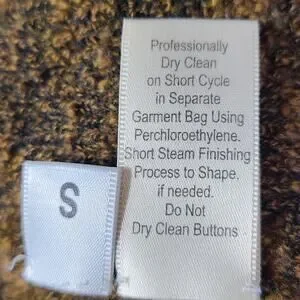 Professionally
Dry Clean
on Short Cycle
in Separate
Garment Bag Using
Perchloroethylene.
Short Steam Finishing
Process to Shape.
if needed.
Do Not
Dry Clean Buttons
S